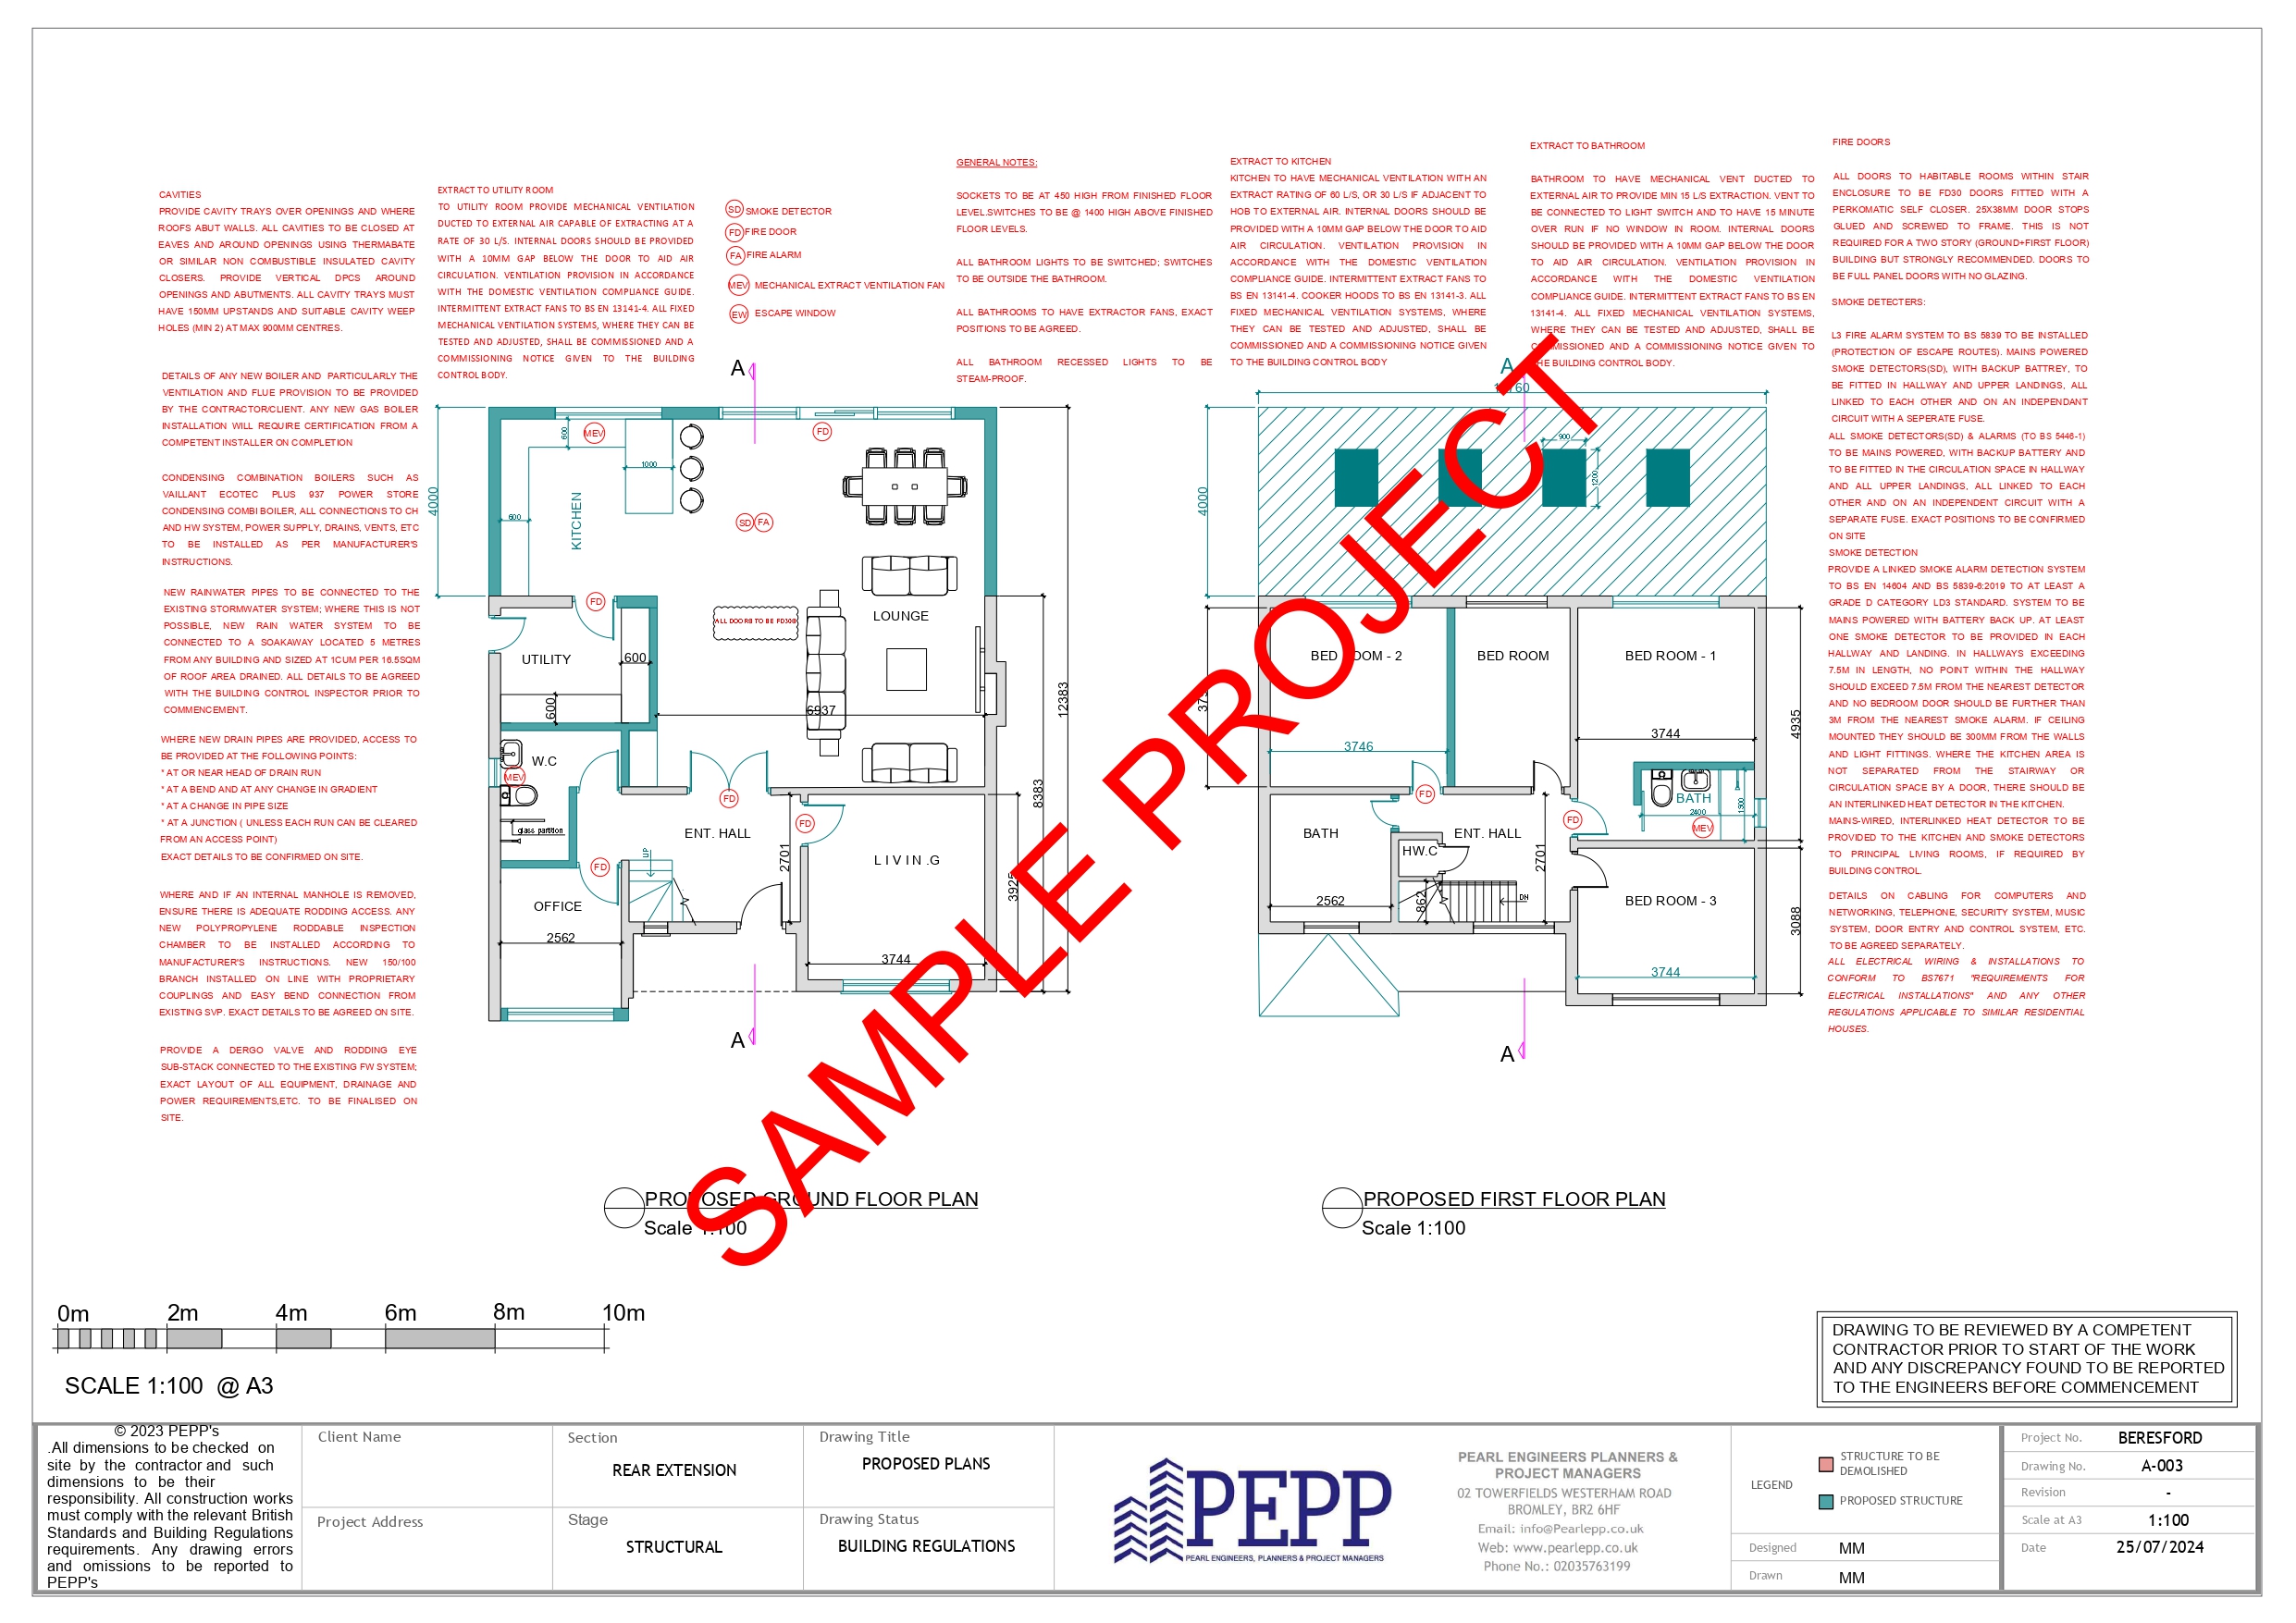 CAVITIES
PROVIDE CAVITY TRAYS OVER OPENINGS AND WHERE
ROOFS ABUT WALLS. ALL CAVITIES TO BE CLOSED AT
EAVES AND AROUND OPENINGS USING THERMABATE
OR SIMILAR NON COMBUSTIBLE INSULATED CAVITY
CLOSERS. PROVIDE VERTICAL DPCS AROUND
OPENINGS AND ABUTMENTS. ALL CAVITY TRAYS MUST
HAVE 150MM UPSTANDS AND SUITABLE CAVITY WEEP
HOLES (MIN 2) AT MAX 900MM CENTRES.
DETAILS OF ANY NEW BOILER AND PARTICULARLY THE
VENTILATION AND FLUE PROVISION TO BE PROVIDED
BY THE CONTRACTOR/CLIENT. ANY NEW GAS BOILER
INSTALLATION WILL REQUIRE CERTIFICATION FROM A
COMPETENT INSTALLER ON COMPLETION
CONDENSING COMBINATION BOILERS SUCH AS
VAILLANT ECOTEC PLUS 937 POWER STORE
CONDENSING COMBI BOILER, ALL CONNECTIONS TO CH
AND HW SYSTEM, POWER SUPPLY, DRAINS, VENTS, ETC
TO BE INSTALLED AS PER MANUFACTURER'S
INSTRUCTIONS.
NEW RAINWATER PIPES TO BE CONNECTED TO THE
EXISTING STORMWATER SYSTEM; WHERE THIS IS NOT
POSSIBLE, NEW RAIN WATER SYSTEM TO BE
CONNECTED TO A SOAKAWAY LOCATED 5 METRES
FROM ANY BUILDING AND SIZED AT 1CUM PER 16.5SQM
OF ROOF AREA DRAINED. ALL DETAILS TO BE AGREED
WITH THE BUILDING CONTROL INSPECTOR PRIOR TO
COMMENCEMENT.
WHERE NEW DRAIN PIPES ARE PROVIDED, ACCESS TO
BE PROVIDED AT THE FOLLOWING POINTS:
* AT OR NEAR HEAD OF DRAIN RUN
* AT A BEND AND AT ANY CHANGE IN GRADIENT
* AT A CHANGE IN PIPE SIZE
* AT A JUNCTION ( UNLESS EACH RUN CAN BE CLEARED
FROM AN ACCESS POINT)
EXACT DETAILS TO BE CONFIRMED ON SITE.
WHERE AND IF AN INTERNAL MANHOLE IS REMOVED,
ENSURE THERE IS ADEQUATE RODDING ACCESS. ANY
NEW POLYPROPYLENE RODDABLE INSPECTION
CHAMBER TO BE INSTALLED ACCORDING TO
MANUFACTURER'S INSTRUCTIONS. NEW 150/100
BRANCH INSTALLED ON LINE WITH PROPRIETARY
COUPLINGS AND EASY BEND CONNECTION FROM
EXISTING SVP. EXACT DETAILS TO BE AGREED ON SITE.
PROVIDE A DERGO VALVE AND RODDING EYE
SUB-STACK CONNECTED TO THE EXISTING FW SYSTEM;
EXACT LAYOUT OF ALL EQUIPMENT, DRAINAGE AND
POWER REQUIREMENTS,ETC. TO BE FINALISED ON
SITE.
EXTRACT TO UTILITY ROOM
TO UTILITY ROOM PROVIDE MECHANICAL VENTILATION
DUCTED TO EXTERNAL AIR CAPABLE OF EXTRACTING AT A
RATE OF 30 L/S. INTERNAL DOORS SHOULD BE PROVIDED
WITH A 10MM GAP BELOW THE DOOR TO AID AIR
CIRCULATION. VENTILATION PROVISION IN ACCORDANCE
WITH THE DOMESTIC VENTILATION COMPLIANCE GUIDE.
INTERMITTENT EXTRACT FANS TO BS EN 13141-4. ALL FIXED
MECHANICAL VENTILATION SYSTEMS, WHERE THEY CAN BE
TESTED AND ADJUSTED, SHALL BE COMMISSIONED AND A
COMMISSIONING NOTICE GIVEN TO THE BUILDING
CONTROL BODY.
SD SMOKE DETECTOR
FD FIRE DOOR
FA FIRE ALARM
MEV MECHANICAL EXTRACT VENTILATION FAN
EW ESCAPE WINDOW
GENERAL NOTES:
SOCKETS TO BE AT 450 HIGH FROM FINISHED FLOOR
LEVEL.SWITCHES TO BE @ 1400 HIGH ABOVE FINISHED
FLOOR LEVELS.
ALL BATHROOM LIGHTS TO BE SWITCHED; SWITCHES
TO BE OUTSIDE THE BATHROOM.
ALL BATHROOMS TO HAVE EXTRACTOR FANS, EXACT
POSITIONS TO BE AGREED.
ALL BATHROOM RECESSED LIGHTS TO BE
STEAM-PROOF.
EXTRACT TO KITCHEN
KITCHEN TO HAVE MECHANICAL VENTILATION WITH AN
EXTRACT RATING OF 60 L/S, OR 30 L/S IF ADJACENT TO
HOB TO EXTERNAL AIR. INTERNAL DOORS SHOULD BE
PROVIDED WITH A 10MM GAP BELOW THE DOOR TO AID
AIR CIRCULATION. VENTILATION PROVISION IN
ACCORDANCE WITH THE DOMESTIC VENTILATION
COMPLIANCE GUIDE. INTERMITTENT EXTRACT FANS TO
BS EN 13141-4. COOKER HOODS TO BS EN 13141-3. ALL
FIXED MECHANICAL VENTILATION SYSTEMS, WHERE
THEY CAN BE TESTED AND ADJUSTED, SHALL BE
COMMISSIONED AND A COMMISSIONING NOTICE GIVEN
TO THE BUILDING CONTROL BODY
EXTRACT TO BATHROOM
BATHROOM TO HAVE MECHANICAL VENT DUCTED TO
EXTERNAL AIR TO PROVIDE MIN 15 L/S EXTRACTION. VENT TO
BE CONNECTED TO LIGHT SWITCH AND TO HAVE 15 MINUTE
OVER RUN IF NO WINDOW IN ROOM. INTERNAL DOORS
SHOULD BE PROVIDED WITH A 10MM GAP BELOW THE DOOR
TO AID AIR CIRCULATION. VENTILATION PROVISION IN
ACCORDANCE WITH THE DOMESTIC VENTILATION
COMPLIANCE GUIDE. INTERMITTENT EXTRACT FANS TO BS EN
13141-4. ALL FIXED MECHANICAL VENTILATION SYSTEMS,
WHERE THEY CAN BE TESTED AND ADJUSTED, SHALL BE
COMMISSIONED AND A COMMISSIONING NOTICE GIVEN TO
THE BUILDING CONTROL BODY.
FIRE DOORS
ALL DOORS TO HABITABLE ROOMS WITHIN STAIR
ENCLOSURE TO BE FD30 DOORS FITTED WITH A
PERKOMATIC SELF CLOSER. 25X38MM DOOR STOPS
GLUED AND SCREWED TO FRAME. THIS IS NOT
REQUIRED FOR A TWO STORY (GROUND+FIRST FLOOR)
BUILDING BUT STRONGLY RECOMMENDED. DOORS TO
BE FULL PANEL DOORS WITH NO GLAZING.
SMOKE DETECTERS:
L3 FIRE ALARM SYSTEM TO BS 5839 TO BE INSTALLED
(PROTECTION OF ESCAPE ROUTES). MAINS POWERED
SMOKE DETECTORS(SD), WITH BACKUP BATTREY, TO
BE FITTED IN HALLWAY AND UPPER LANDINGS, ALL
LINKED TO EACH OTHER AND ON AN INDEPENDANT
CIRCUIT WITH A SEPERATE FUSE.
ALL SMOKE DETECTORS(SD) & ALARMS (TO BS 5446-1)
TO BE MAINS POWERED, WITH BACKUP BATTERY AND
TO BE FITTED IN THE CIRCULATION SPACE IN HALLWAY
AND ALL UPPER LANDINGS, ALL LINKED TO EACH
OTHER AND ON AN INDEPENDENT CIRCUIT WITH A
SEPARATE FUSE. EXACT POSITIONS TO BE CONFIRMED
ON SITE
SMOKE DETECTION
PROVIDE A LINKED SMOKE ALARM DETECTION SYSTEM
TO BS EN 14604 AND BS 5839-6:2019 TO AT LEAST A
GRADE D CATEGORY LD3 STANDARD. SYSTEM TO BE
MAINS POWERED WITH BATTERY BACK UP. AT LEAST
ONE SMOKE DETECTOR TO BE PROVIDED IN EACH
HALLWAY AND LANDING. IN HALLWAYS EXCEEDING
7.5M IN LENGTH, NO POINT WITHIN THE HALLWAY
SHOULD EXCEED 7.5M FROM THE NEAREST DETECTOR
AND NO BEDROOM DOOR SHOULD BE FURTHER THAN
3M FROM THE NEAREST SMOKE ALARM. IF CEILING
MOUNTED THEY SHOULD BE 300MM FROM THE WALLS
AND LIGHT FITTINGS. WHERE THE KITCHEN AREA IS
NOT SEPARATED FROM THE STAIRWAY OR
CIRCULATION SPACE BY A DOOR, THERE SHOULD BE
AN INTERLINKED HEAT DETECTOR IN THE KITCHEN.
MAINS-WIRED, INTERLINKED HEAT DETECTOR TO BE
PROVIDED TO THE KITCHEN AND SMOKE DETECTORS
TO PRINCIPAL LIVING ROOMS, IF REQUIRED BY
BUILDING CONTROL.
DETAILS ON CABLING FOR COMPUTERS AND
NETWORKING, TELEPHONE, SECURITY SYSTEM, MUSIC
SYSTEM, DOOR ENTRY AND CONTROL SYSTEM, ETC.
TO BE AGREED SEPARATELY.
ALL ELECTRICAL WIRING & INSTALLATIONS TO
CONFORM TO BS7671 "REQUIREMENTS FOR
ELECTRICAL INSTALLATIONS" AND ANY OTHER
REGULATIONS APPLICABLE TO SIMILAR RESIDENTIAL
HOUSES.
A
4000
600
MEV
FD
1000
600
KITCHEN
SD FA
FD
ALL DOORS TO BE FD30S
LOUNGE
UTILITY
600
600
6937
12383
8383
W.C
MEV
glass partition
FD
FD
ENT. HALL
UP
2701
L I V I N .G
3925
FD
OFFICE
2562
3744
A
PROPOSED GROUND FLOOR PLAN
Scale 1:100
A
4000
900
1200
BED ROOM - 2
BED ROOM
BED ROOM - 1
3746
3744
4935
FD
BATH
2400
1500
MEV
FD
BATH
HW.C
ENT. HALL
2701
862
DN
2562
BED ROOM - 3
3088
3744
A
PROPOSED FIRST FLOOR PLAN
Scale 1:100
SAMPLE PROJECT
0m 2m 4m 6m 8m 10m
SCALE 1:100 @ A3
DRAWING TO BE REVIEWED BY A COMPETENT
CONTRACTOR PRIOR TO START OF THE WORK
AND ANY DISCREPANCY FOUND TO BE REPORTED
TO THE ENGINEERS BEFORE COMMENCEMENT
© 2023 PEPP's
.All dimensions to be checked on
site by the contractor and such
dimensions to be their
responsibility. All construction works
must comply with the relevant British
Standards and Building Regulations
requirements. Any drawing errors
and omissions to be reported to
PEPP's
Client Name
Project Address
Section
REAR EXTENSION
Stage
STRUCTURAL
Drawing Title
PROPOSED PLANS
Drawing Status
BUILDING REGULATIONS
PEPP
PEARL ENGINEERS, PLANNERS & PROJECT MANAGERS
PEARL ENGINEERS PLANNERS &
PROJECT MANAGERS
02 TOWERFIELDS WESTERHAM ROAD
BROMLEY, BR2 6HF
Email: info@Pearlepp.co.uk
Web: www.pearlepp.co.uk
Phone No.: 02035763199
LEGEND
STRUCTURE TO BE
DEMOLISHED
PROPOSED STRUCTURE
Designed MM
Drawn MM
Project No. BERESFORD
Drawing No. A-003
Revision -
Scale at A3 1:100
Date 25/07/2024